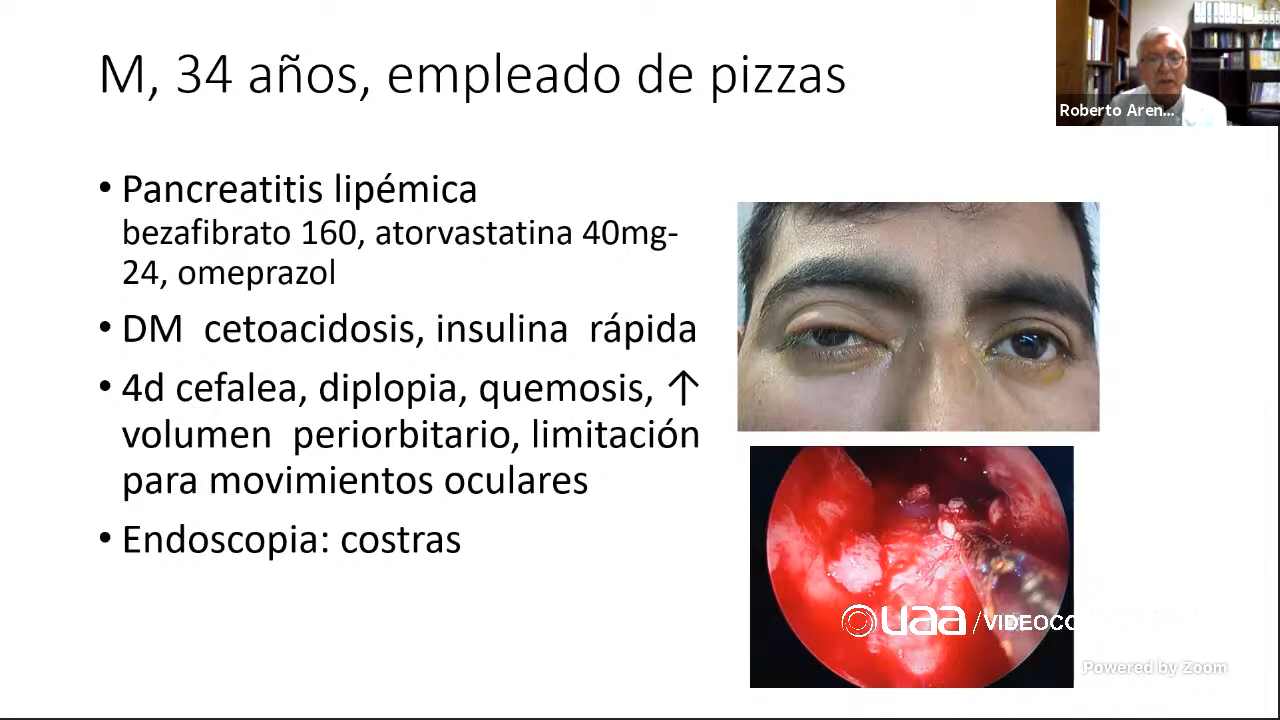 M, 34 años, empleado de pizzas
Roberto Aren...
• Pancreatitis lipémica
bezafibrato 160, atorvastatina 40mg-
24, omeprazol
• DM cetoacidosis, insulina rápida
• 4d cefalea, diplopia, quemosis, ↑
volumen periorbitario, limitación
para movimientos oculares
• Endoscopia: costras
uaa /VIDEOCO
Powered by Zoom